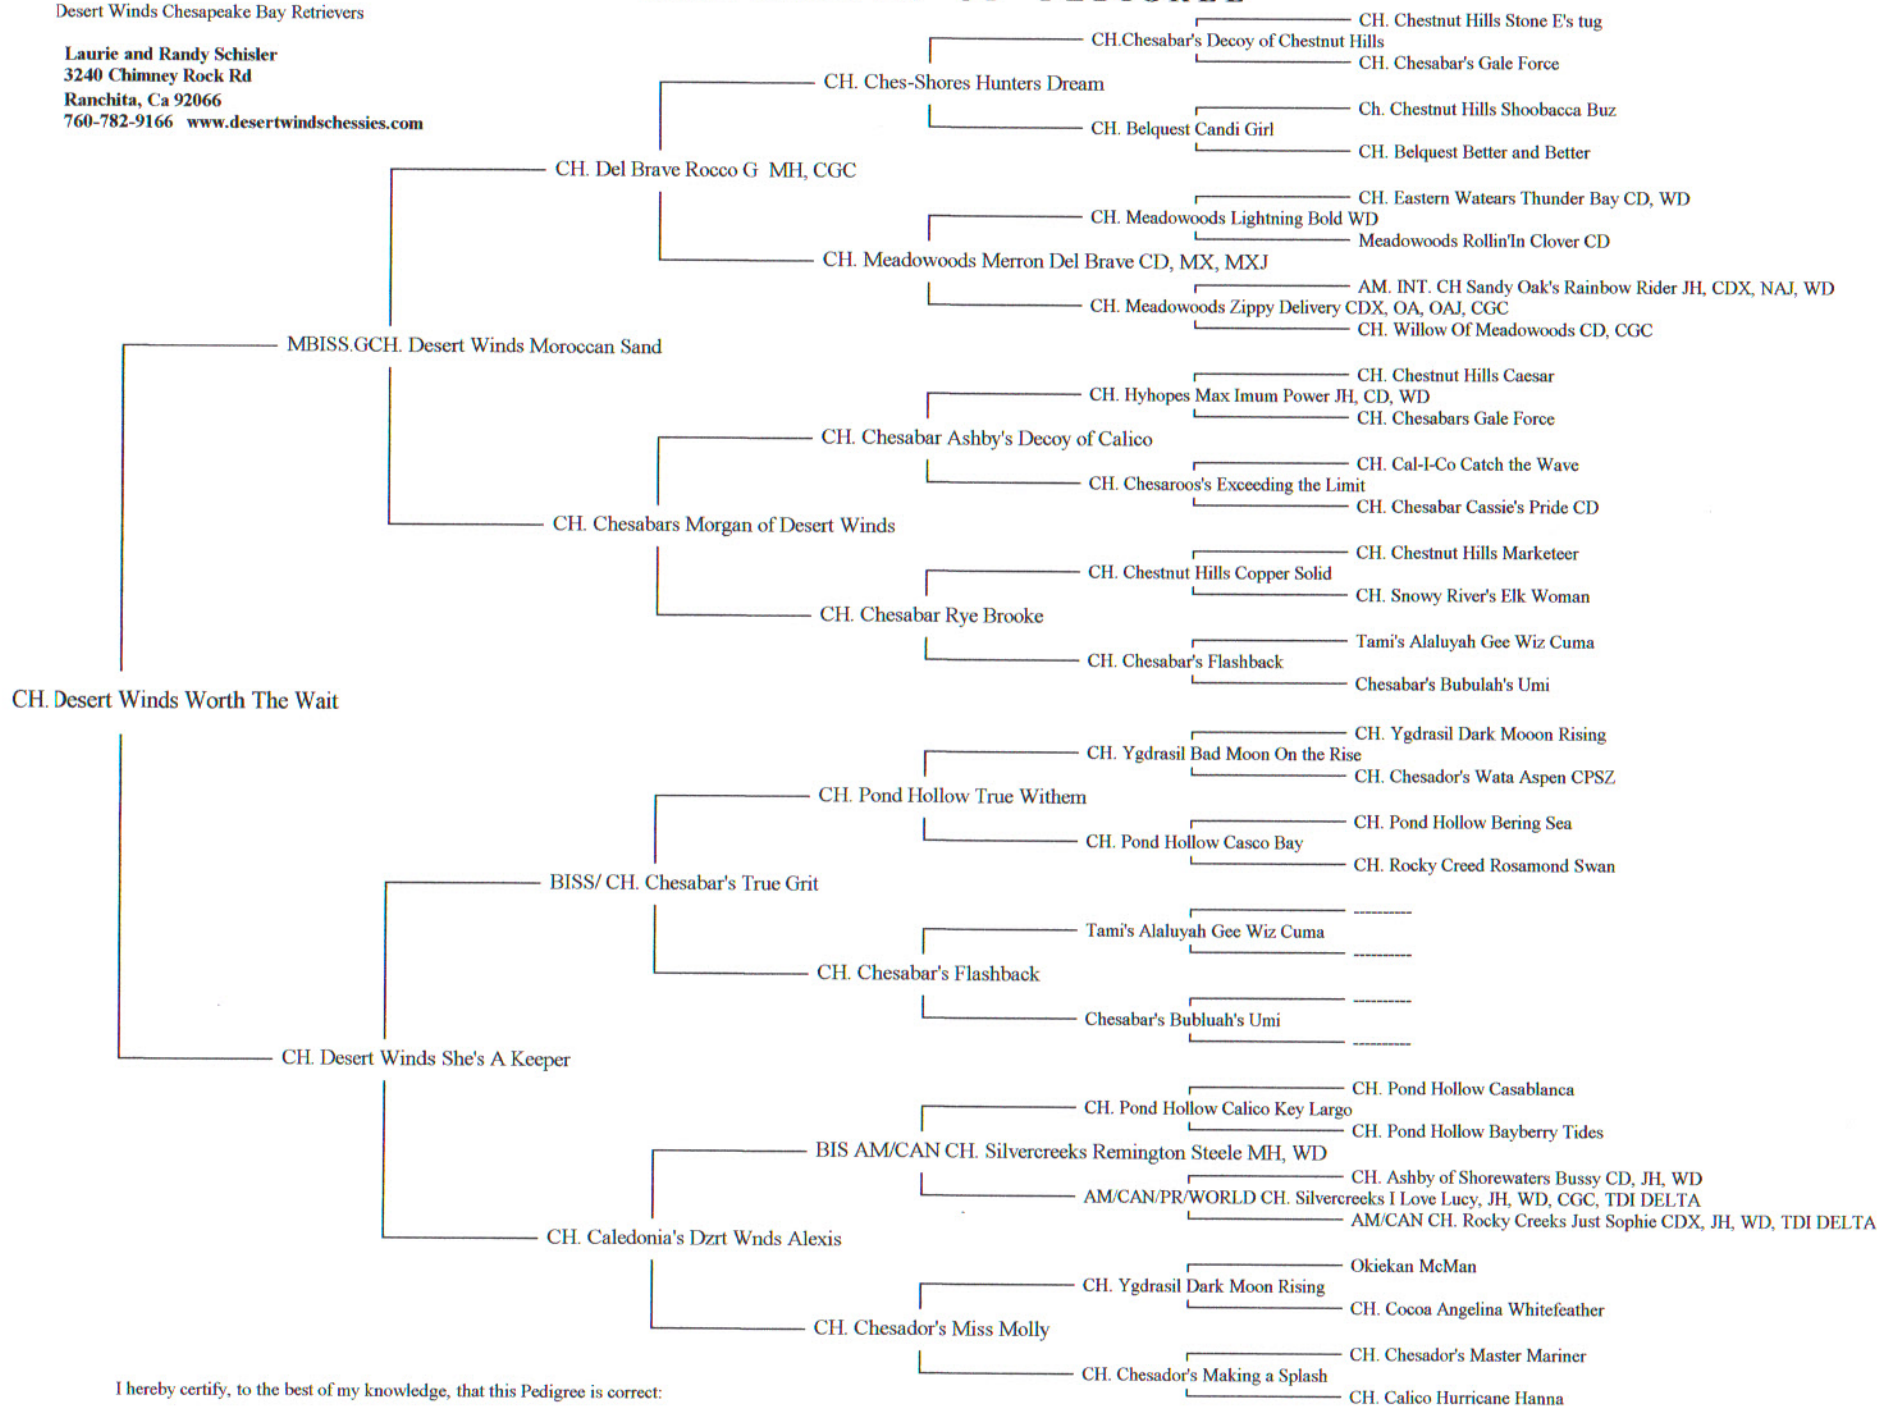 Desert Winds Chesapeake Bay Retrievers
Laurie and Randy Schisler
3240 Chimney Rock Rd
Ranchita, Ca 92066
760-782-9166 www.desertwindschessies.com
CH. Chestnut Hills Stone E's tug
CH.Chesabar's Decoy of Chestnut Hills
CH. Chesabar's Gale Force
CH. Ches-Shores Hunters Dream
Ch. Chestnut Hills Shoobacca Buz
CH. Belquest Candi Girl
CH. Belquest Better and Better
CH. Del Brave Rocco G MH, CGC
CH. Eastern Watears Thunder Bay CD, WD
CH. Meadowoods Lightning Bold WD
Meadowoods Rollin'In Clover CD
CH. Meadowoods Merron Del Brave CD, MX, MXJ
AM. INT. CH Sandy Oak's Rainbow Rider JH, CDX, NAJ, WD
CH. Meadowoods Zippy Delivery CDX, OA, OAJ, CGC
CH. Willow Of Meadowoods CD, CGC
MBISS.GCH. Desert Winds Moroccan Sand
CH. Chestnut Hills Caesar
CH. Hyhopes Max Imum Power JH, CD, WD
CH. Chesabars Gale Force
CH. Chesabar Ashby's Decoy of Calico
CH. Cal-I-Co Catch the Wave
CH. Chesaroos's Exceeding the Limit
CH. Chesabar Cassie's Pride CD
CH. Chesabars Morgan of Desert Winds
CH. Chestnut Hills Marketeer
CH. Chestnut Hills Copper Solid
CH. Snowy River's Elk Woman
CH. Chesabar Rye Brooke
Tami's Alaluyah Gee Wiz Cuma
CH. Chesabar's Flashback
Chesabar's Bubulah's Umi
CH. Desert Winds Worth The Wait
CH. Ygdrasil Dark Mooon Rising
CH. Ygdrasil Bad Moon On the Rise
CH. Chesador's Wata Aspen CPSZ
CH. Pond Hollow True Withem
CH. Pond Hollow Bering Sea
CH. Pond Hollow Casco Bay
CH. Rocky Creed Rosamond Swan
BISS/ CH. Chesabar's True Grit
----------
Tami's Alaluyah Gee Wiz Cuma
----------
CH. Chesabar's Flashback
----------
Chesabar's Bubluah's Umi
----------
CH. Desert Winds She's A Keeper
CH. Pond Hollow Casablanca
CH. Pond Hollow Calico Key Largo
CH. Pond Hollow Bayberry Tides
BIS AM/CAN CH. Silvercreeks Remington Steele MH, WD
CH. Ashby of Shorewaters Bussy CD, JH, WD
AM/CAN/PR/WORLD CH. Silvercreeks I Love Lucy, JH, WD, CGC, TDI DELTA
AM/CAN CH. Rocky Creeks Just Sophie CDX, JH, WD, TDI DELTA
CH. Caledonia's Dzrt Wnds Alexis
Okiekan McMan
CH. Ygdrasil Dark Moon Rising
CH. Cocoa Angelina Whitefeather
CH. Chesador's Miss Molly
CH. Chesador's Master Mariner
CH. Chesador's Making a Splash
CH. Calico Hurricane Hanna
I hereby certify, to the best of my knowledge, that this Pedigree is correct: